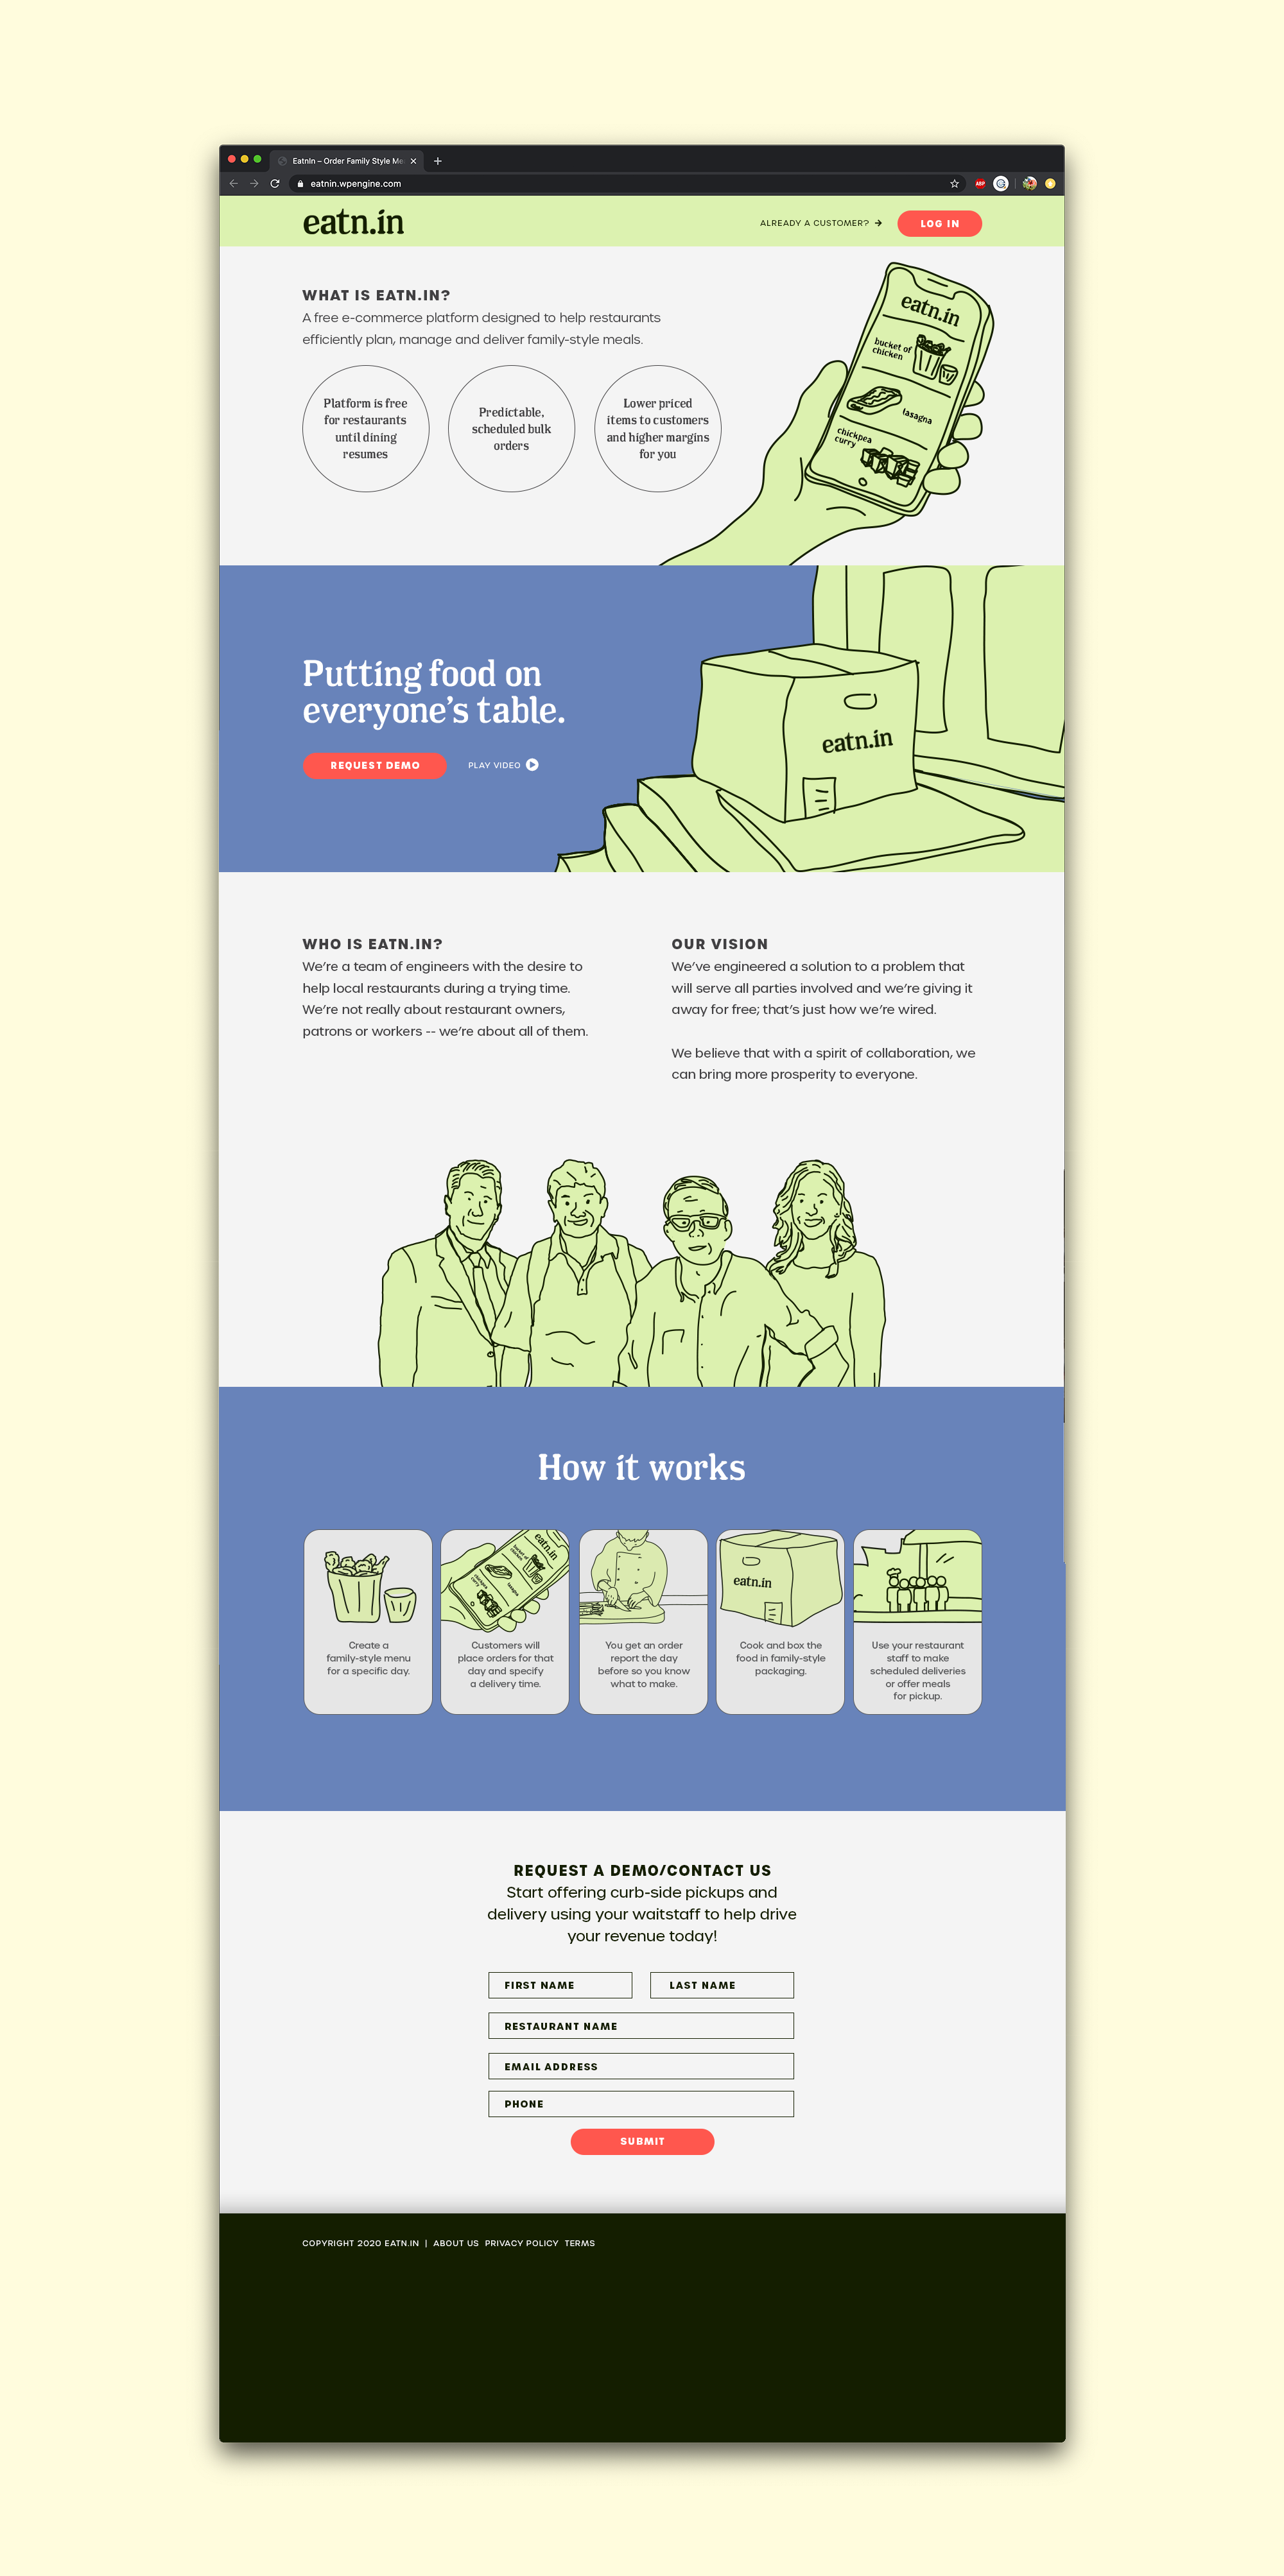 EatnIn – Order Family Style Me
eatnin.wpengine.com
ABP
eatn.in
ALREADY A CUSTOMER? →
LOG IN
WHAT IS EATN.IN?
A free e-commerce platform designed to help restaurants
efficiently plan, manage and deliver family-style meals.
Platform is free
for restaurants
until dining
resumes
Predictable,
scheduled bulk
orders
Lower priced
items to customers
and higher margins
for you
eatn.in
bucket of
chicken
lasagna
chickpea
curry
Putting food on
everyone's table.
REQUEST DEMO
PLAY VIDEO
eatn.in
WHO IS EATN.IN?
We're a team of engineers with the desire to
help local restaurants during a trying time.
We're not really about restaurant owners,
patrons or workers -- we're about all of them.
OUR VISION
We've engineered a solution to a problem that
will serve all parties involved and we're giving it
away for free; that's just how we're wired.
We believe that with a spirit of collaboration, we
can bring more prosperity to everyone.
How it works
Create a
family-style menu
for a specific day.
eatn.in
bucket of
chicken
lasagna
chickpea
curry
Customers will
place orders for that
day and specify
a delivery time.
You get an order
report the day
before so you know
what to make.
eatn.in
Cook and box the
food in family-style
packaging.
Use your restaurant
staff to make
scheduled deliveries
or offer meals
for pickup.
REQUEST A DEMO/CONTACT US
Start offering curb-side pickups and
delivery using your waitstaff to help drive
your revenue today!
FIRST NAME
LAST NAME
RESTAURANT NAME
EMAIL ADDRESS
PHONE
SUBMIT
COPYRIGHT 2020 EATN.IN | ABOUT US PRIVACY POLICY TERMS